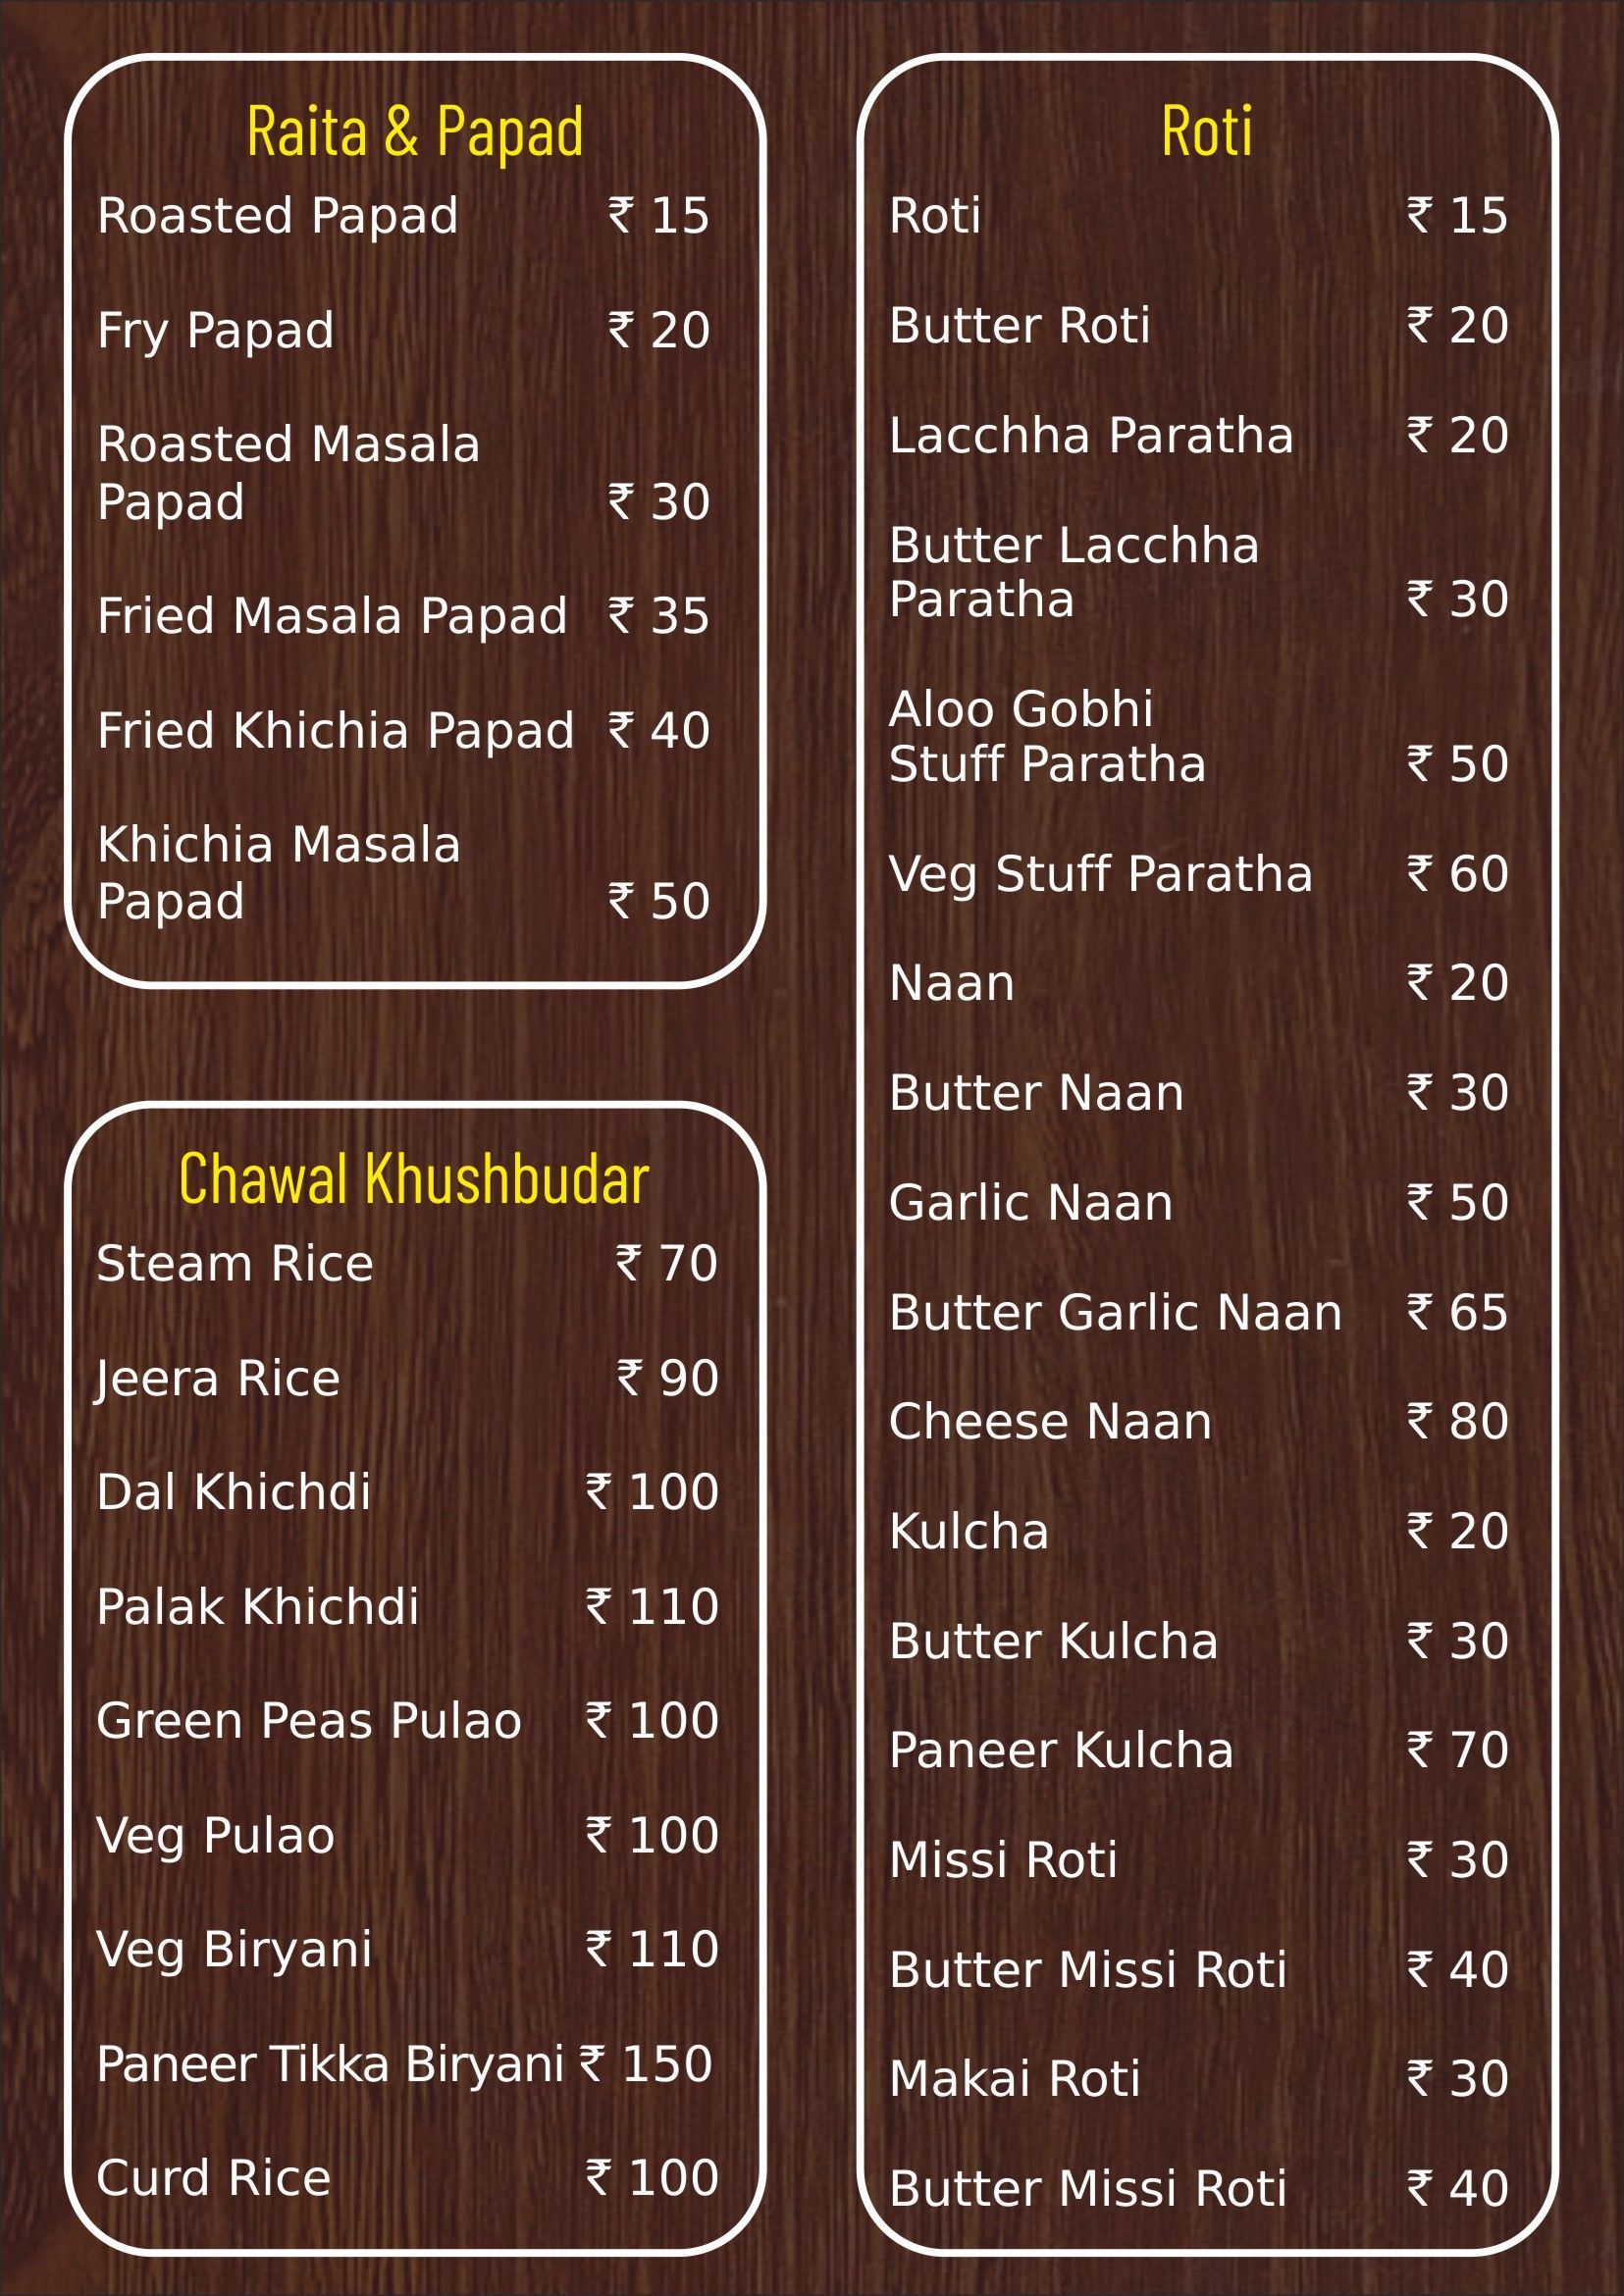 Raita & Papad
Roasted Papad ₹ 15
Fry Papad ₹ 20
Roasted Masala
Papad ₹ 30
Fried Masala Papad ₹ 35
Fried Khichia Papad ₹ 40
Khichia Masala
Papad ₹ 50
Chawal Khushbudar
Steam Rice ₹ 70
Jeera Rice ₹ 90
Dal Khichdi ₹ 100
Palak Khichdi ₹ 110
Green Peas Pulao ₹ 100
Veg Pulao ₹ 100
Veg Biryani ₹ 110
Paneer Tikka Biryani ₹ 150
Curd Rice ₹ 100
Roti
Roti ₹ 15
Butter Roti ₹ 20
Lacchha Paratha ₹ 20
Butter Lacchha
Paratha ₹ 30
Aloo Gobhi
Stuff Paratha ₹ 50
Veg Stuff Paratha ₹ 60
Naan ₹ 20
Butter Naan ₹ 30
Garlic Naan ₹ 50
Butter Garlic Naan ₹ 65
Cheese Naan ₹ 80
Kulcha ₹ 20
Butter Kulcha ₹ 30
Paneer Kulcha ₹ 70
Missi Roti ₹ 30
Butter Missi Roti ₹ 40
Makai Roti ₹ 30
Butter Missi Roti ₹ 40